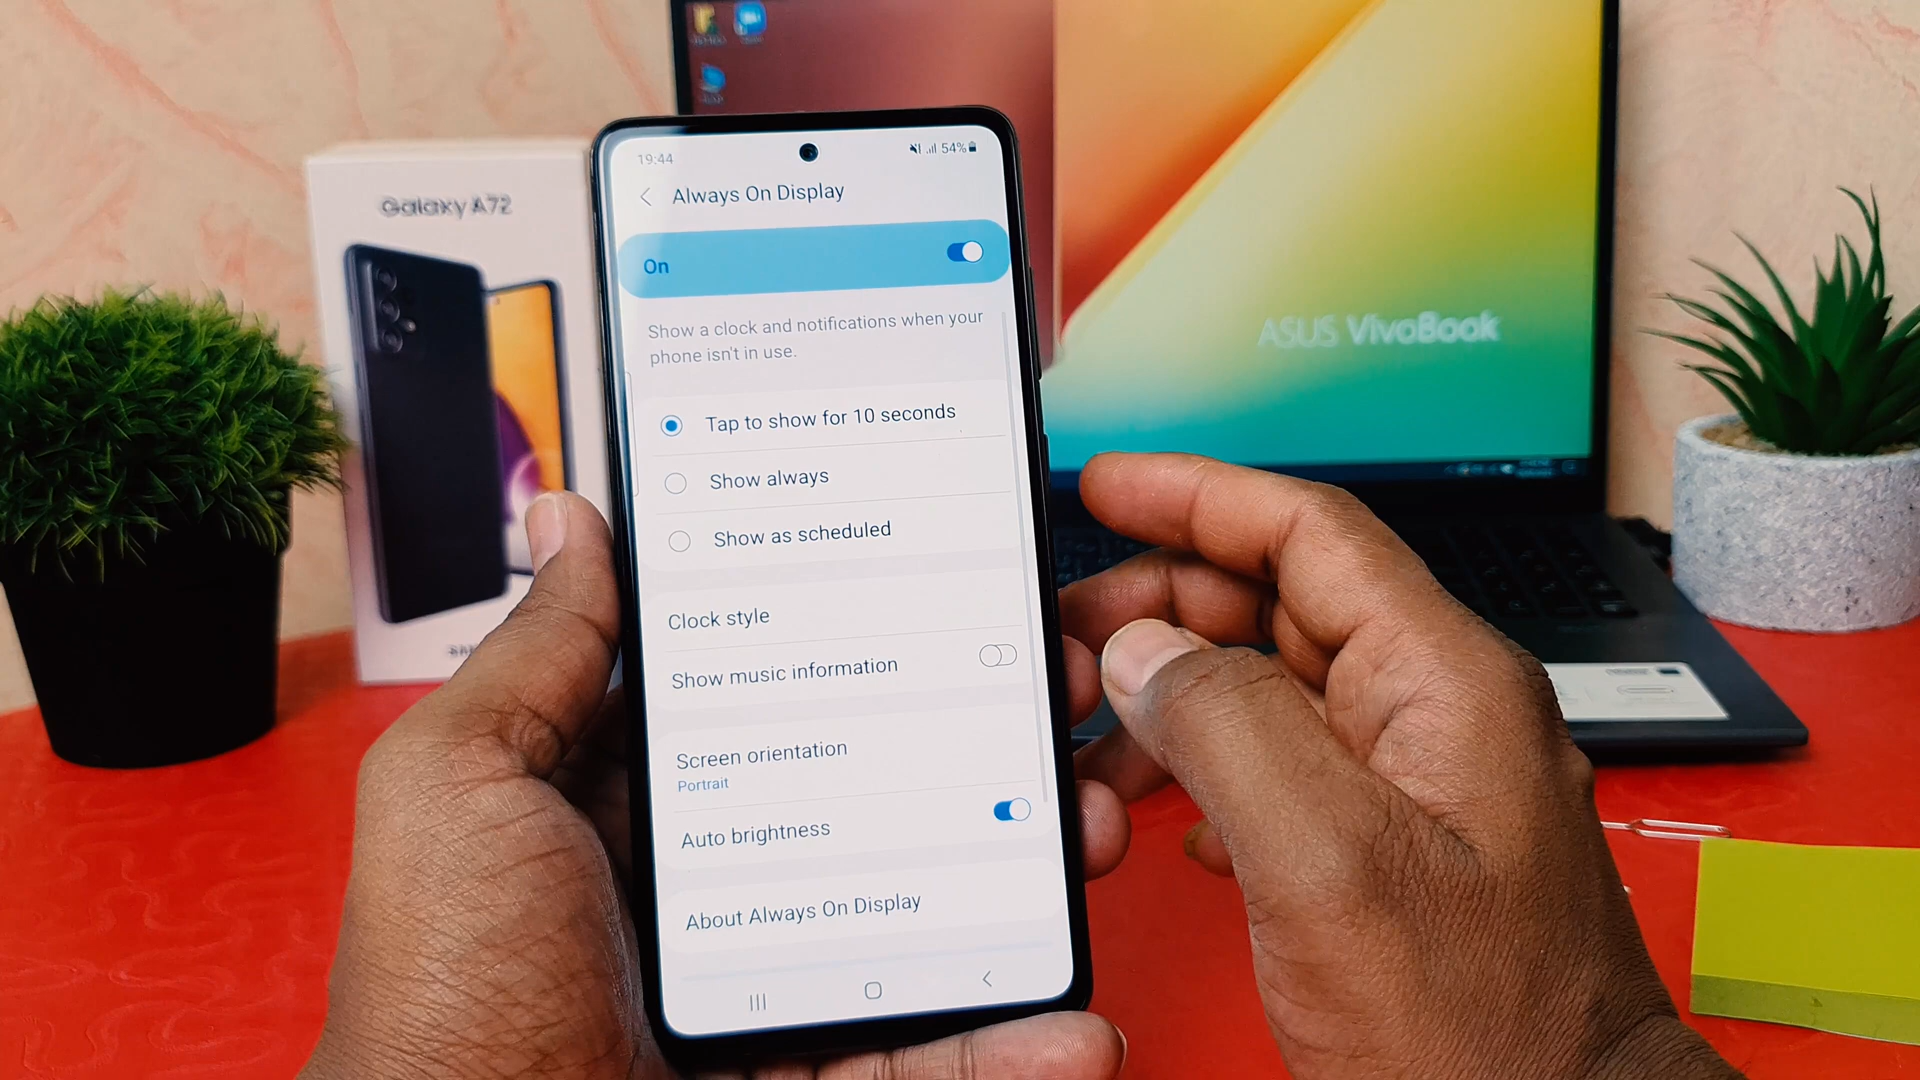 Galaxy A72
19:44
54%
Always On Display
On
Show a clock and notifications when your
phone isn't in use.
Tap to show for 10 seconds
Show always
Show as scheduled
Clock style
Show music information
Screen orientation
Portrait
Auto brightness
About Always On Display
ASUS VivoBook